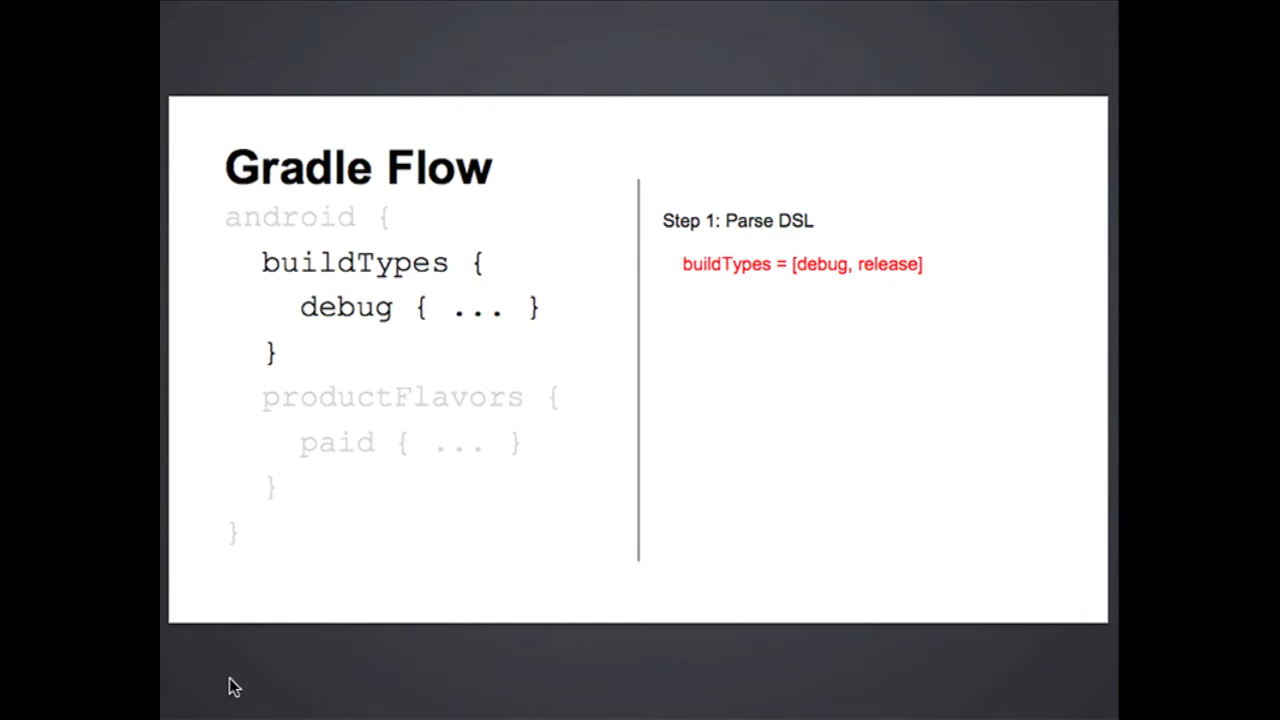 Gradle Flow
android {
buildTypes {
debug { ... }
}
productFlavors {
paid { ... }
}
}
Step 1: Parse DSL
buildTypes = [debug, release]